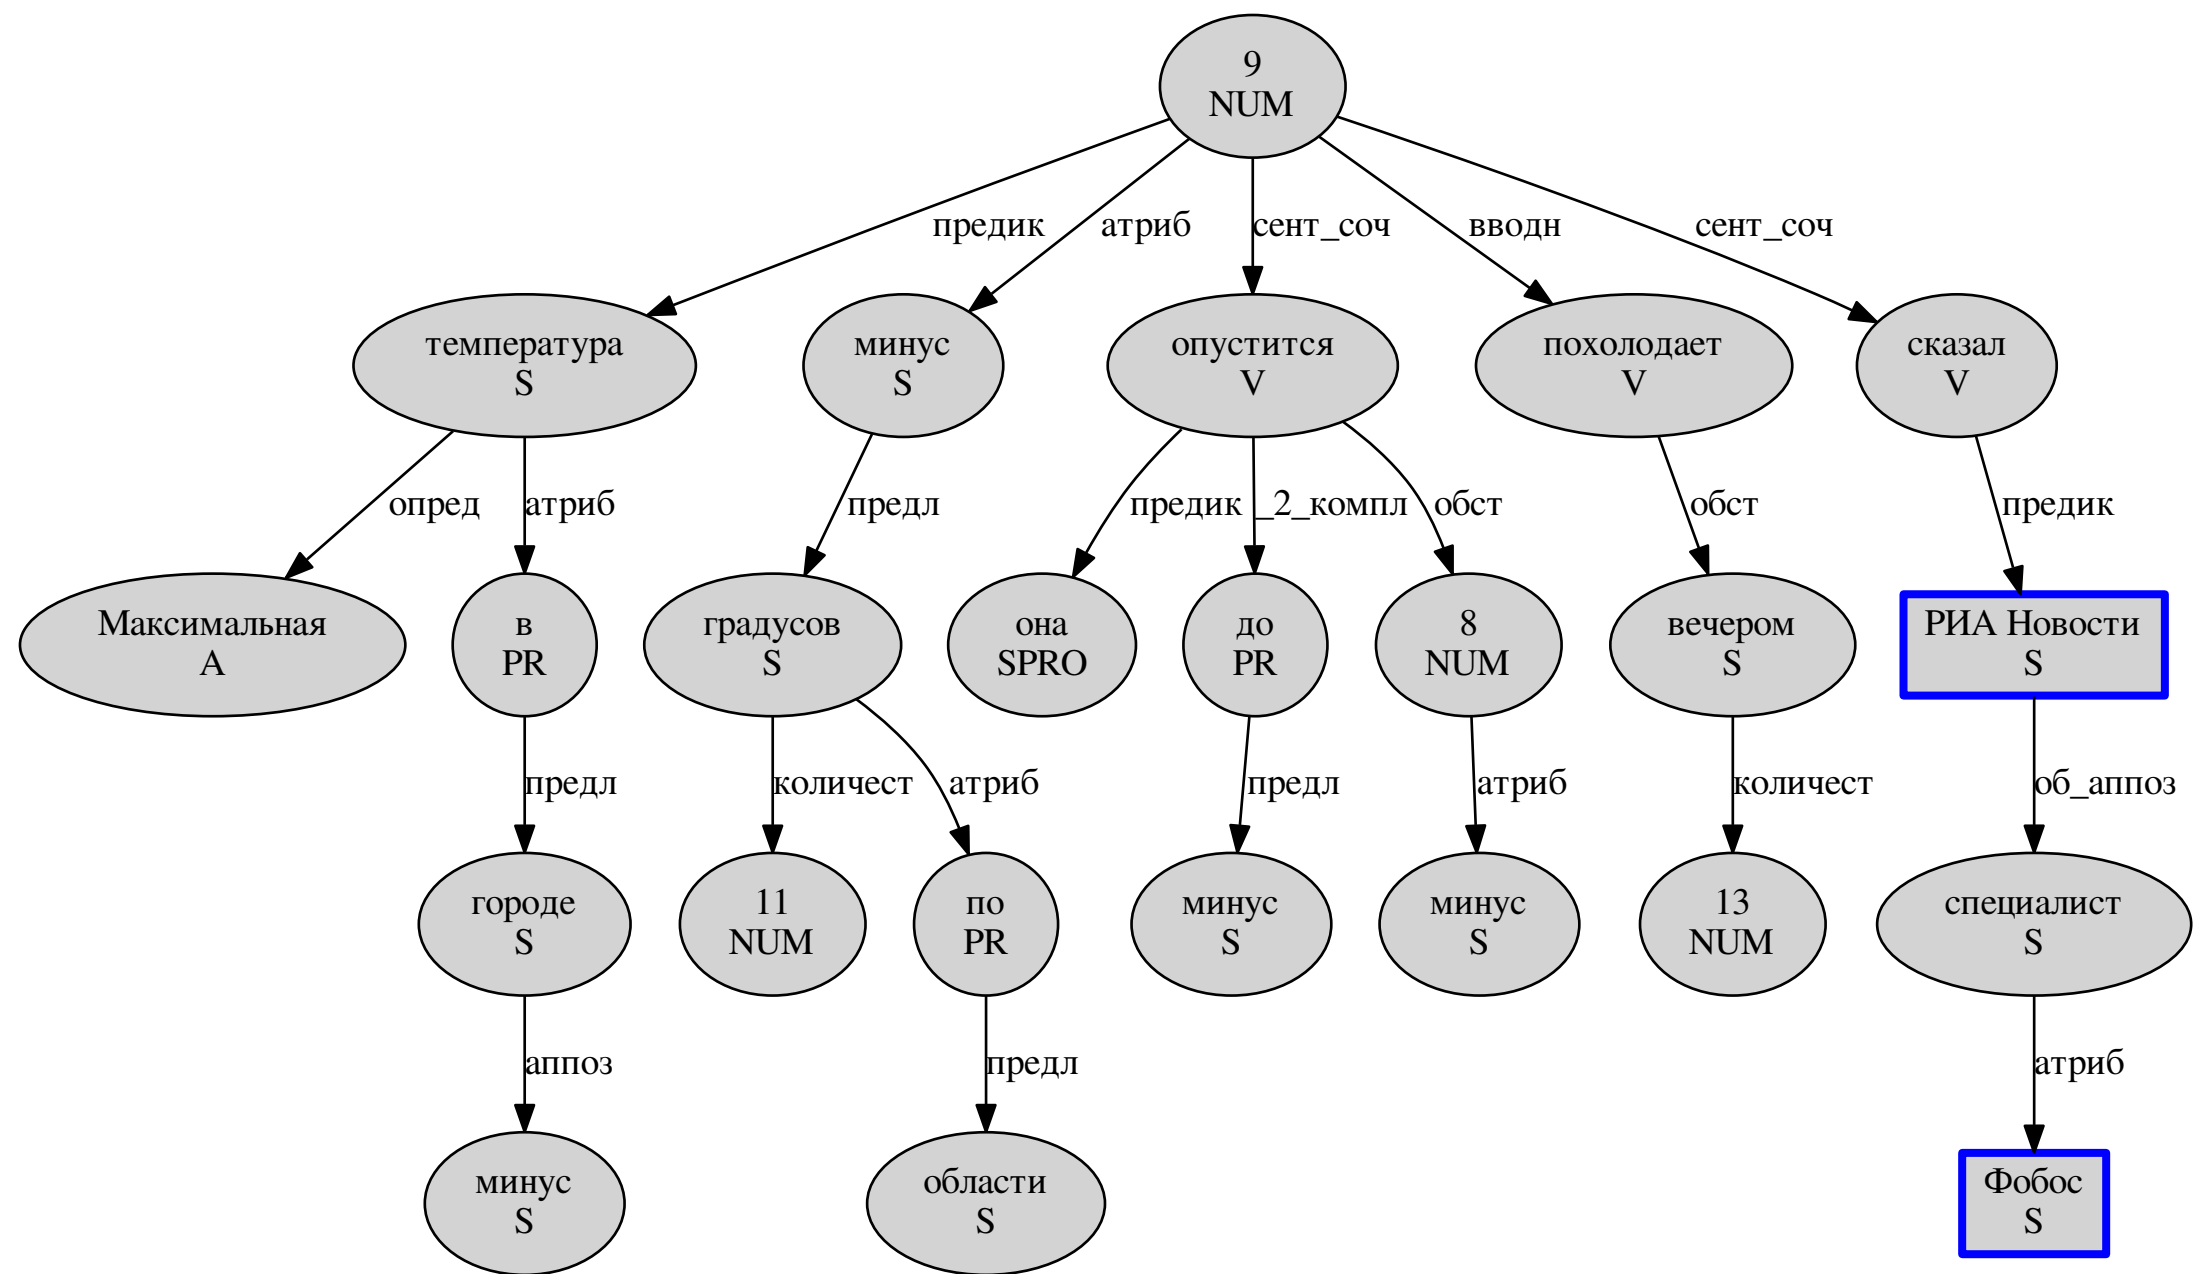 9
NUM
предик
атриб
сент_соч
вводн
сент_соч
температура
S
минус
S
опустится
V
похолодает
V
сказал
V
опред
атриб
предл
предик
_2_компл
обст
обст
предик
Максимальная
A
в
PR
градусов
S
она
SPRO
до
PR
8
NUM
вечером
S
РИА Новости
S
предл
количест
атриб
предл
атриб
количест
об_аппоз
городе
S
11
NUM
по
PR
минус
S
минус
S
13
NUM
специалист
S
аппоз
предл
атриб
минус
S
области
S
Фобос
S